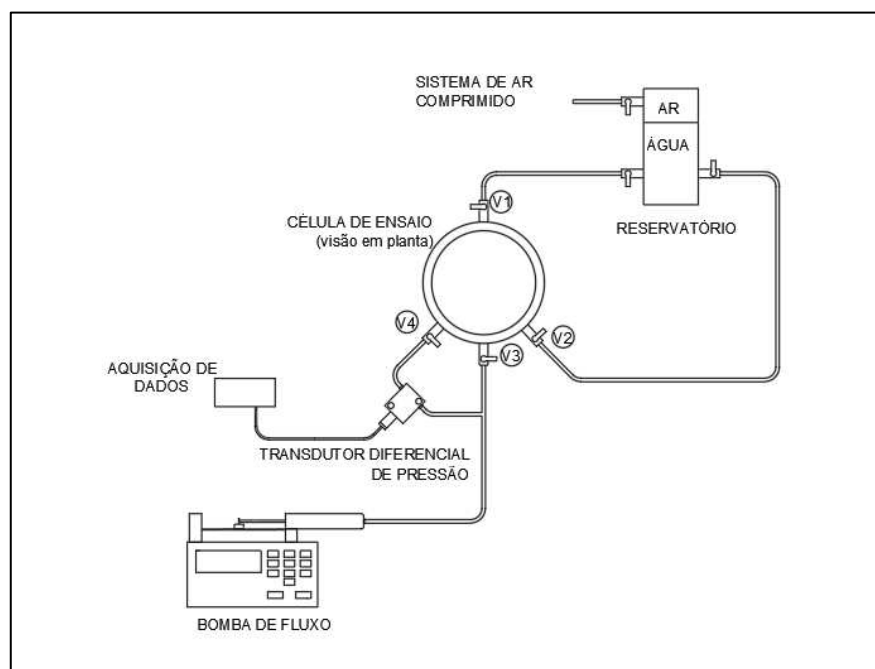 SISTEMA DE AR
COMPRIMIDO
AR
ÁGUA
V1
CÉLULA DE ENSAIO
(visão em planta)
RESERVATÓRIO
V4
V3
V2
AQUISIÇÃO DE
DADOS
TRANSDUTOR DIFERENCIAL
DE PRESSÃO
BOMBA DE FLUXO